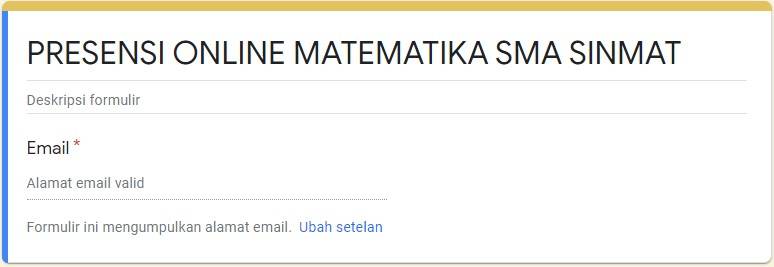 PRESENSI ONLINE MATEMATIKA SMA SINMAT
Deskripsi formulir
Email *
Alamat email valid
Formulir ini mengumpulkan alamat email. Ubah setelan